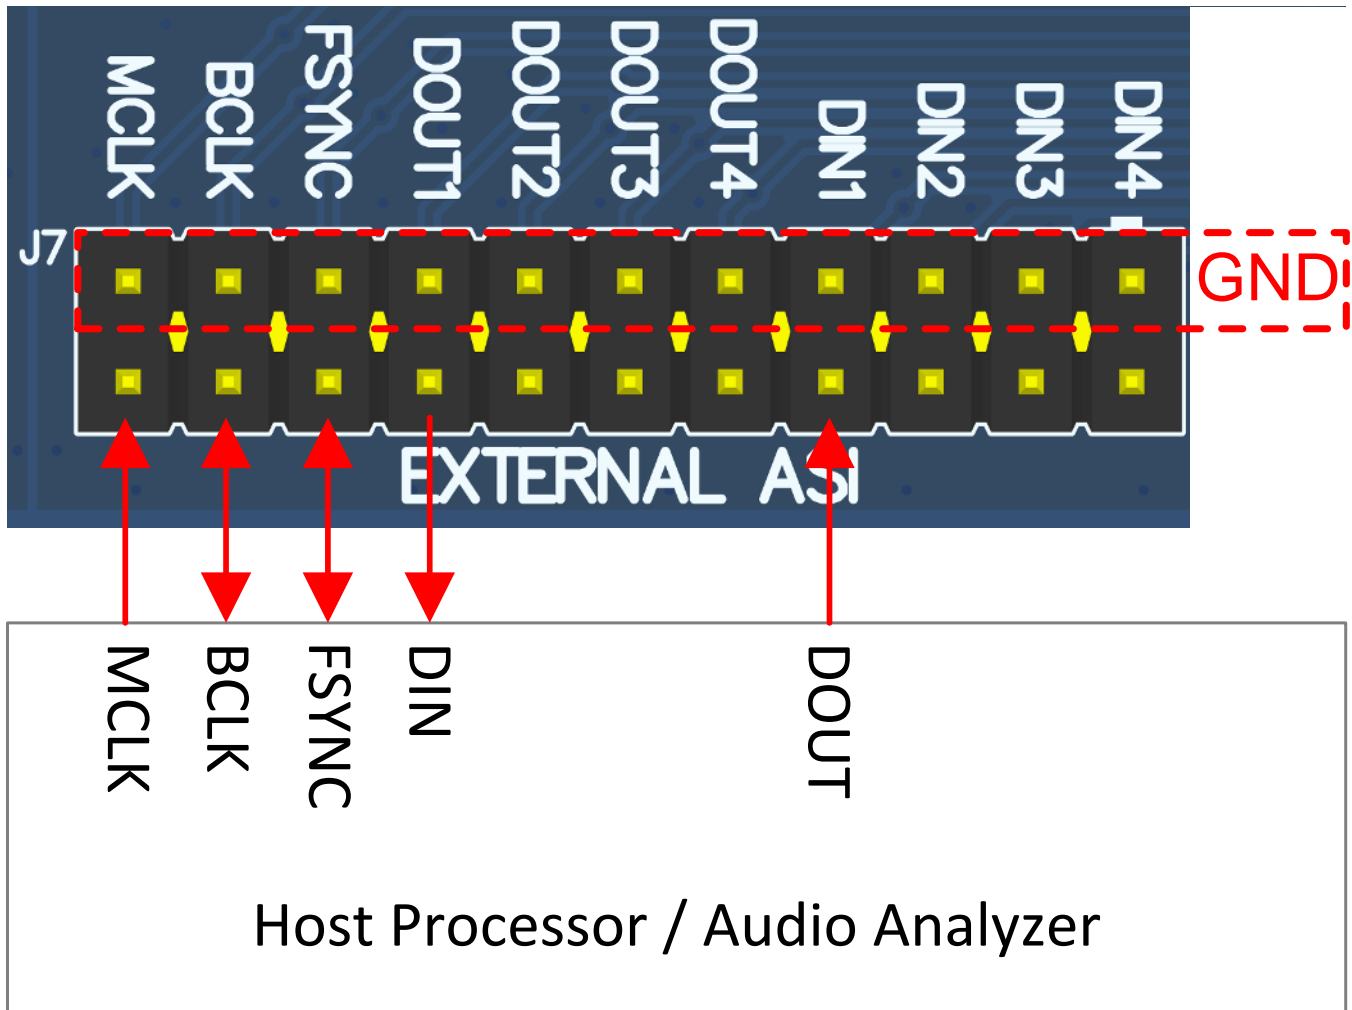 MCLK
BCLK
FSYNC
DOUT1
DOUT2
DOUT3
DOUT4
DIN1
DIN2
DIN3
DIN4
J7
GND
EXTERNAL ASI
MCLK
BCLK
FSYNC
DIN
DOUT
Host Processor / Audio Analyzer